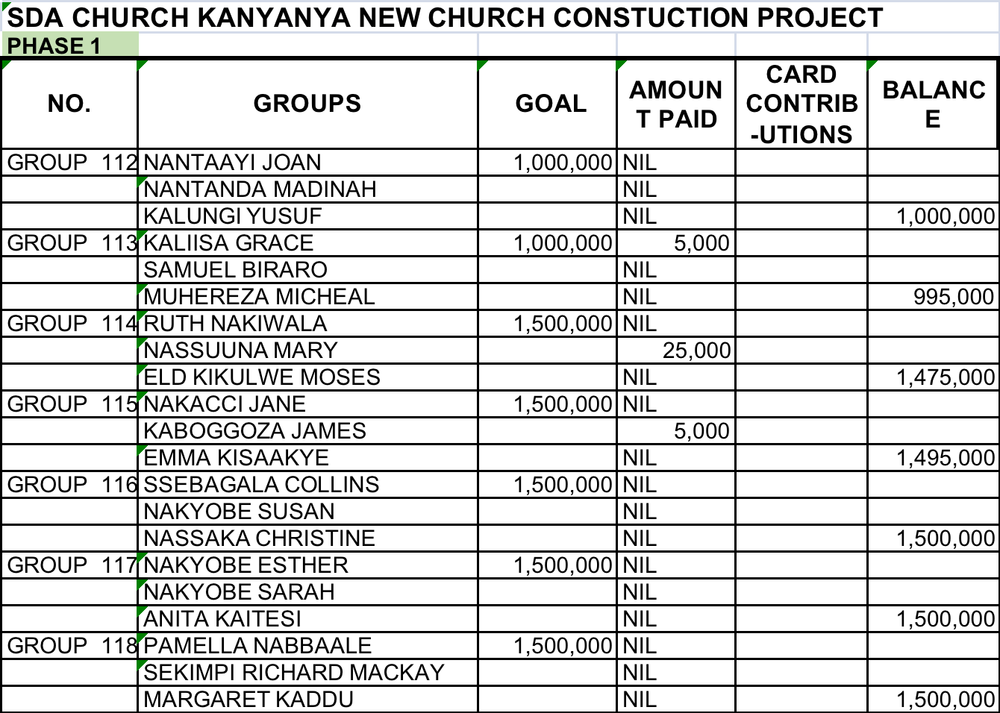 SDA CHURCH KANYANYA NEW CHURCH CONSTUCTION PROJECT
PHASE 1
NO. GROUPS GOAL AMOUN T PAID CARD CONTRIB -UTIONS BALANC E
GROUP 112 NANTAAYI JOAN 1,000,000 NIL
NANTANDA MADINAH NIL
KALUNGI YUSUF NIL 1,000,000
GROUP 113 KALIISA GRACE 1,000,000 5,000
SAMUEL BIRARO NIL
MUHEREZA MICHEAL NIL 995,000
GROUP 114 RUTH NAKIWALA 1,500,000 NIL
NASSUUNA MARY 25,000
ELD KIKULWE MOSES NIL 1,475,000
GROUP 115 NAKACCI JANE 1,500,000 NIL
KABOGGOZA JAMES 5,000
EMMA KISAAKYE NIL 1,495,000
GROUP 116 SSEBAGALA COLLINS 1,500,000 NIL
NAKYOBE SUSAN NIL
NASSAKA CHRISTINE NIL 1,500,000
GROUP 117 NAKYOBE ESTHER 1,500,000 NIL
NAKYOBE SARAH NIL
ANITA KAITESI NIL 1,500,000
GROUP 118 PAMELLA NABBAALE 1,500,000 NIL
SEKIMPI RICHARD MACKAY NIL
MARGARET KADDU NIL 1,500,000